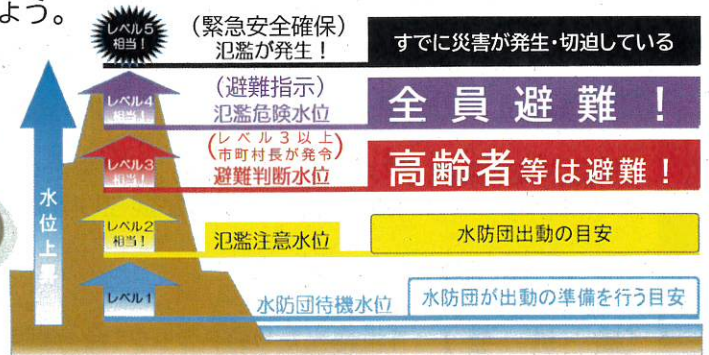 よう。
レベル5
相当！
（緊急安全確保）
氾濫が発生！
すでに災害が発生・切迫している
レベル4
相当！
（避難指示）
氾濫危険水位
全員避難！
レベル3
相当！
（レベル3以上
市町村長が発令）
避難判断水位
高齢者等は避難！
レベル2
相当！
氾濫注意水位
水防団出動の目安
レベル1
水防団待機水位
水防団が出動の準備を行う目安
水位上昇